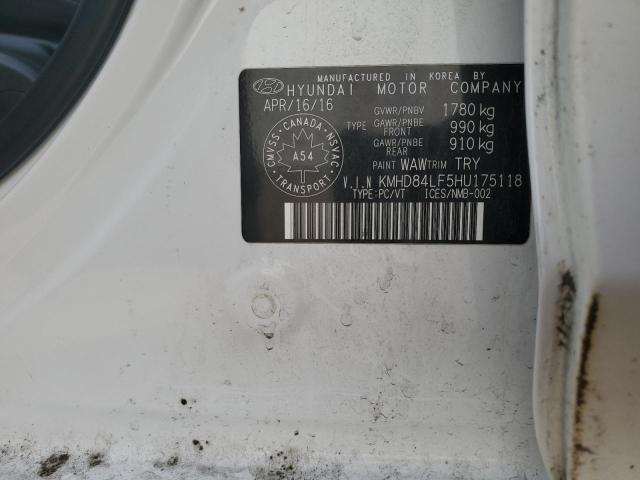 MANUFACTURED IN KOREA BY
HYUNDAI MOTOR COMPANY
APR/16/16
GVWR/PNBV 1780 kg
TYPE GAWR/PNBE FRONT 990 kg
GAWR/PNBE REAR 910 kg
CMVSS·CANADA·NSVAC
A54
TRANSPORT
PAINT WAW TRIM TRY
V.I.N KMHD84LF5HU175118
TYPE:PC/VT ICES/NMB-002